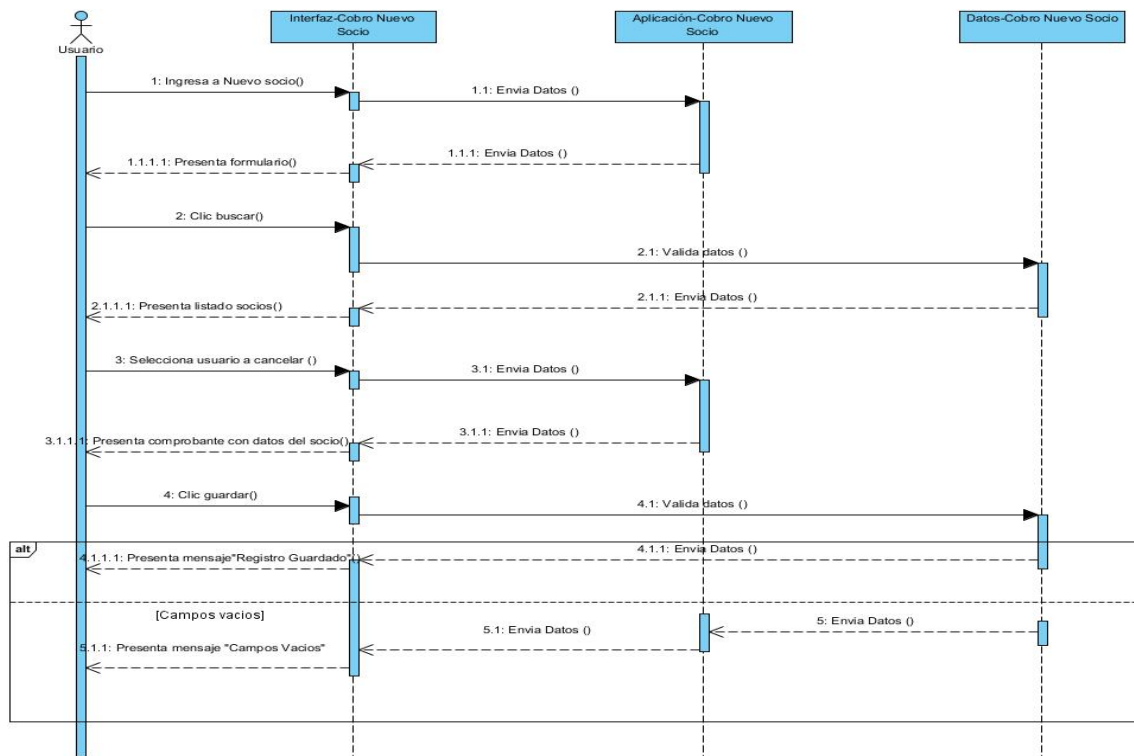 Interfaz-Cobro Nuevo
Socio
Aplicación-Cobro Nuevo
Socio
Datos-Cobro Nuevo Socio
Usuario
1: Ingresa a Nuevo socio()
1.1: Envia Datos ()
1.1.1: Envia Datos ()
1.1.1.1: Presenta formulario()
2: Clic buscar()
2.1: Valida datos ()
2.1.1: Envia Datos ()
2.1.1.1: Presenta listado socios()
3: Selecciona usuario a cancelar ()
3.1: Envia Datos ()
3.1.1: Envia Datos ()
3.1.1.1: Presenta comprobante con datos del socio()
4: Clic guardar()
4.1: Valida datos ()
alt
4.1.1: Envia Datos ()
4.1.1.1: Presenta mensaje"Registro Guardado"()
[Campos vacios]
5: Envia Datos ()
5.1: Envia Datos ()
5.1.1: Presenta mensaje "Campos Vacios"